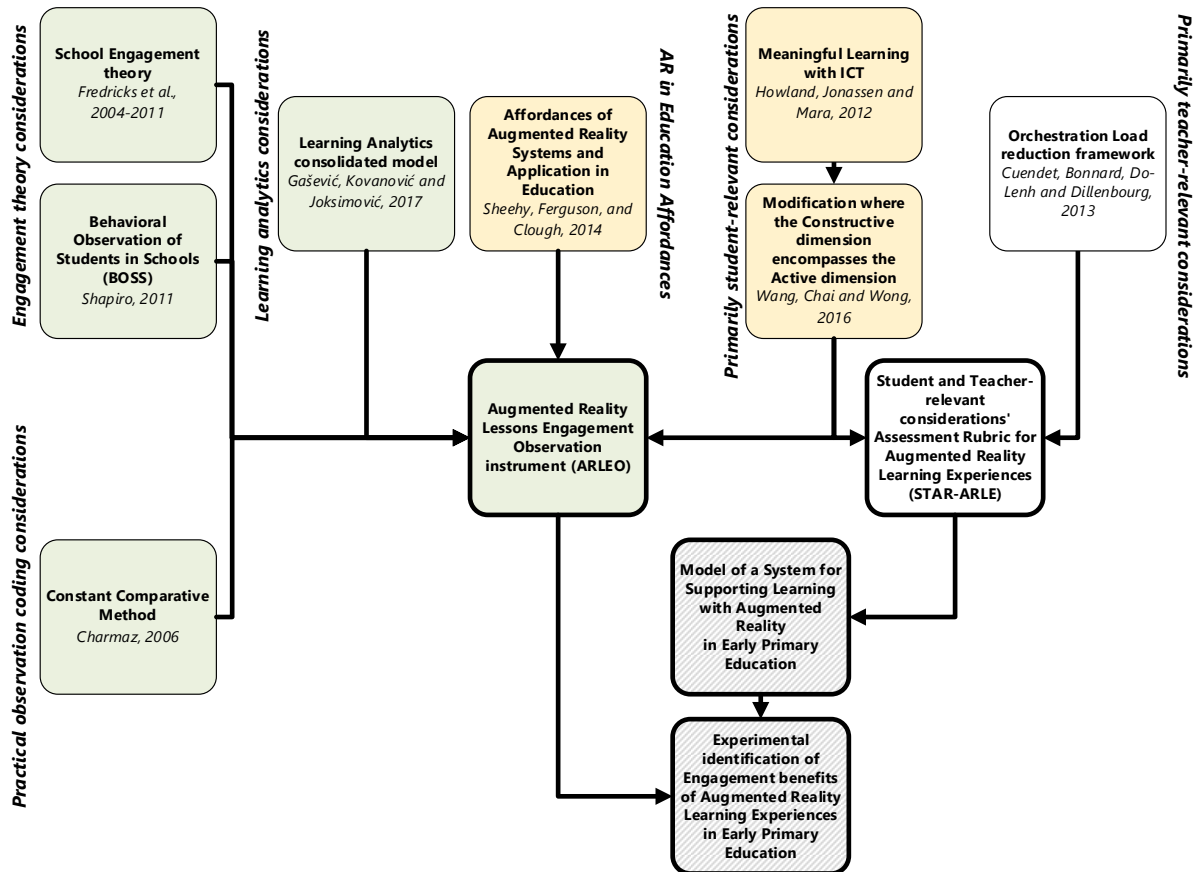 Engagement theory considerations
School Engagement
theory
Fredricks et al.,
2004-2011
Behavioral
Observation of
Students in Schools
(BOSS)
Shapiro, 2011
Learning analytics considerations
Learning Analytics
consolidated model
Gašević, Kovanović and
Joksimović, 2017
Affordances of
Augmented Reality
Systems and
Application in
Education
Sheehy, Ferguson, and
Clough, 2014
AR in Education Affordances
Primarily student-relevant considerations
Meaningful Learning
with ICT
Howland, Jonassen and
Mara, 2012
Modification where
the Constructive
dimension
encompasses the
Active dimension
Wang, Chai and Wong,
2016
Orchestration Load
reduction framework
Cuendet, Bonnard, Do-
Lenh and Dillenbourg,
2013
Primarily teacher-relevant considerations
Augmented Reality
Lessons Engagement
Observation
instrument (ARLEO)
Student and Teacher-
relevant
considerations'
Assessment Rubric for
Augmented Reality
Learning Experiences
(STAR-ARLE)
Practical observation coding considerations
Constant Comparative
Method
Charmaz, 2006
Model of a System for
Supporting Learning
with Augmented
Reality
in Early Primary
Education
Experimental
identification of
Engagement benefits
of Augmented Reality
Learning Experiences
in Early Primary
Education